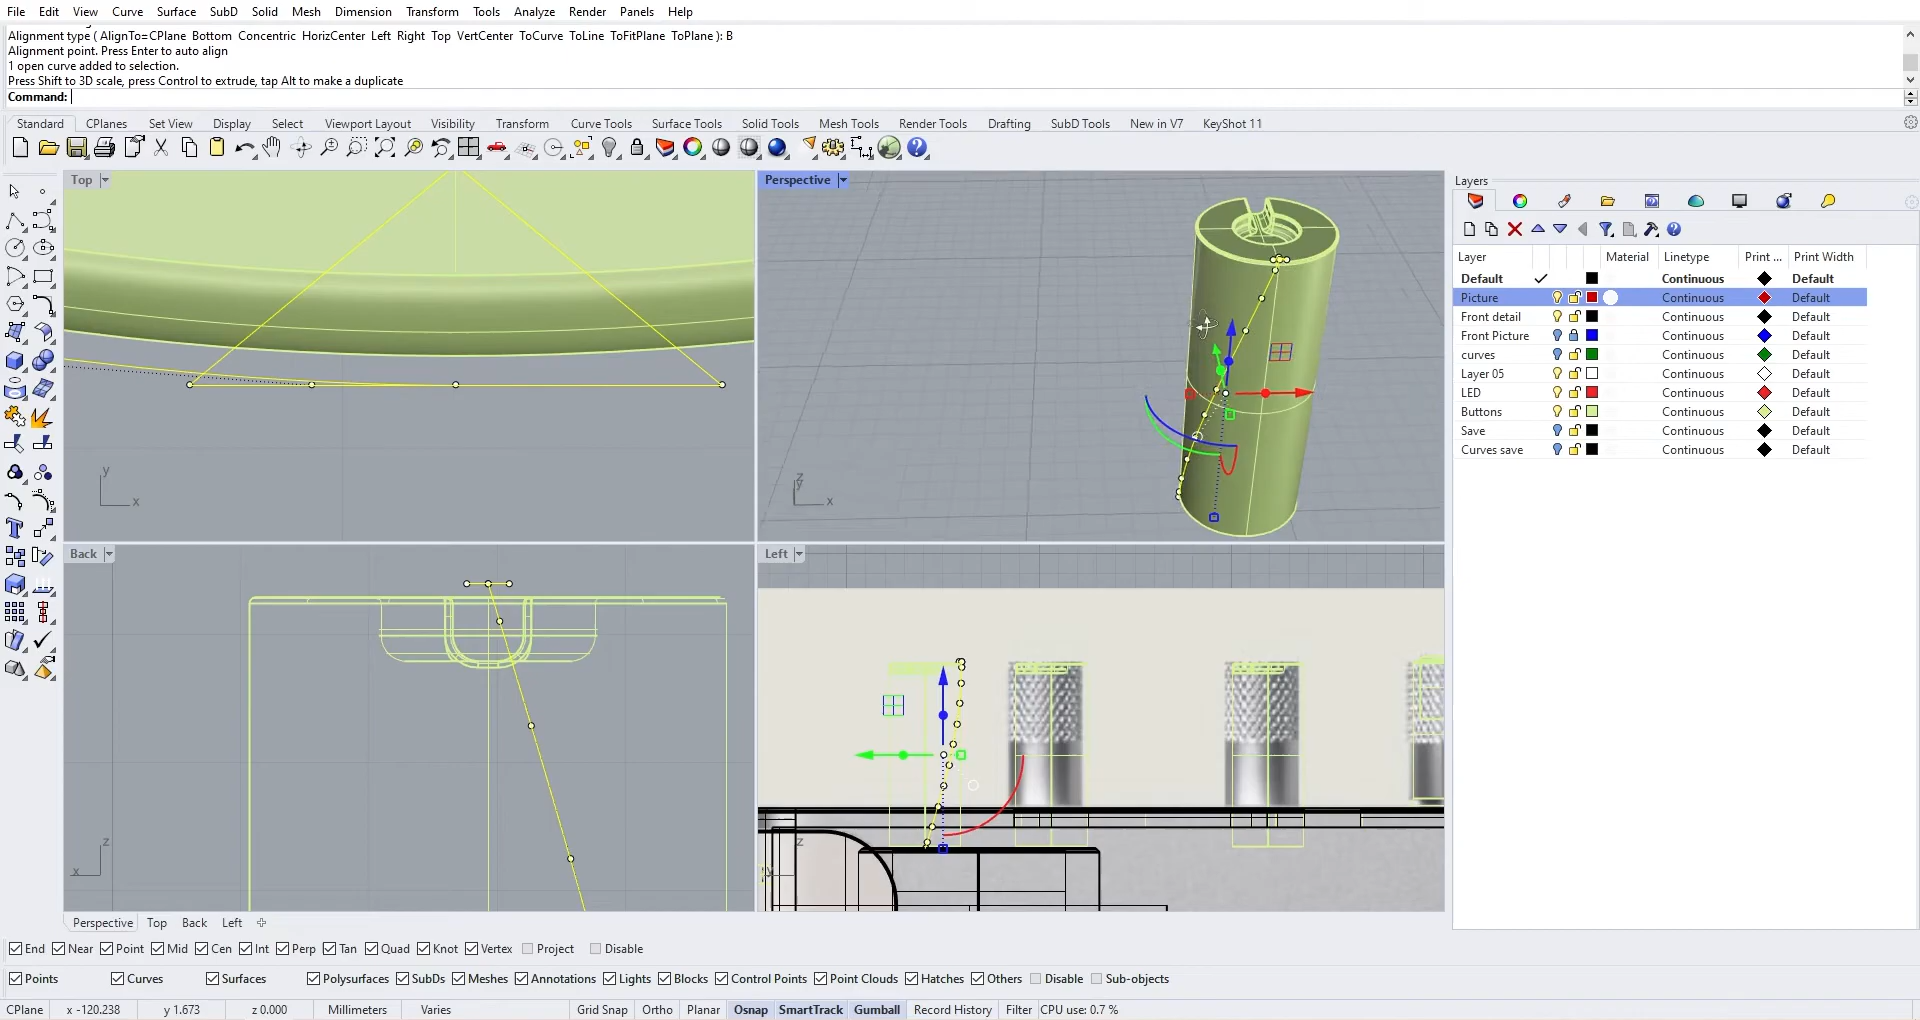 File Edit View Curve Surface SubD Solid Mesh Dimension Transform Tools Analyze Render Panels Help
Alignment type ( AlignTo=CPlane Bottom Concentric HorizCenter Left Right Top VertCenter ToCurve ToLine ToFitPlane ToPlane ): B
Alignment point. Press Enter to auto align
1 open curve added to selection.
Press Shift to 3D scale, press Control to extrude, tap Alt to make a duplicate
Command:
Standard CPlanes Set View Display Select Viewport Layout Visibility Transform Curve Tools Surface Tools Solid Tools Mesh Tools Render Tools Drafting SubD Tools New in V7 KeyShot 11
Top
y
x
Perspective
z
y
x
Back
z
x
Left
z
y
Layers
Layer Material Linetype Print ... Print Width
Default Continuous Default
Picture Continuous Default
Front detail Continuous Default
Front Picture Continuous Default
curves Continuous Default
Layer 05 Continuous Default
LED Continuous Default
Buttons Continuous Default
Save Continuous Default
Curves save Continuous Default
Perspective Top Back Left
End Near Point Mid Cen Int Perp Tan Quad Knot Vertex Project Disable
Points Curves Surfaces Polysurfaces SubDs Meshes Annotations Lights Blocks Control Points Point Clouds Hatches Others Disable Sub-objects
CPlane x -120.238 y 1.673 z 0.000 Millimeters Varies Grid Snap Ortho Planar Osnap SmartTrack Gumball Record History Filter CPU use: 0.7 %